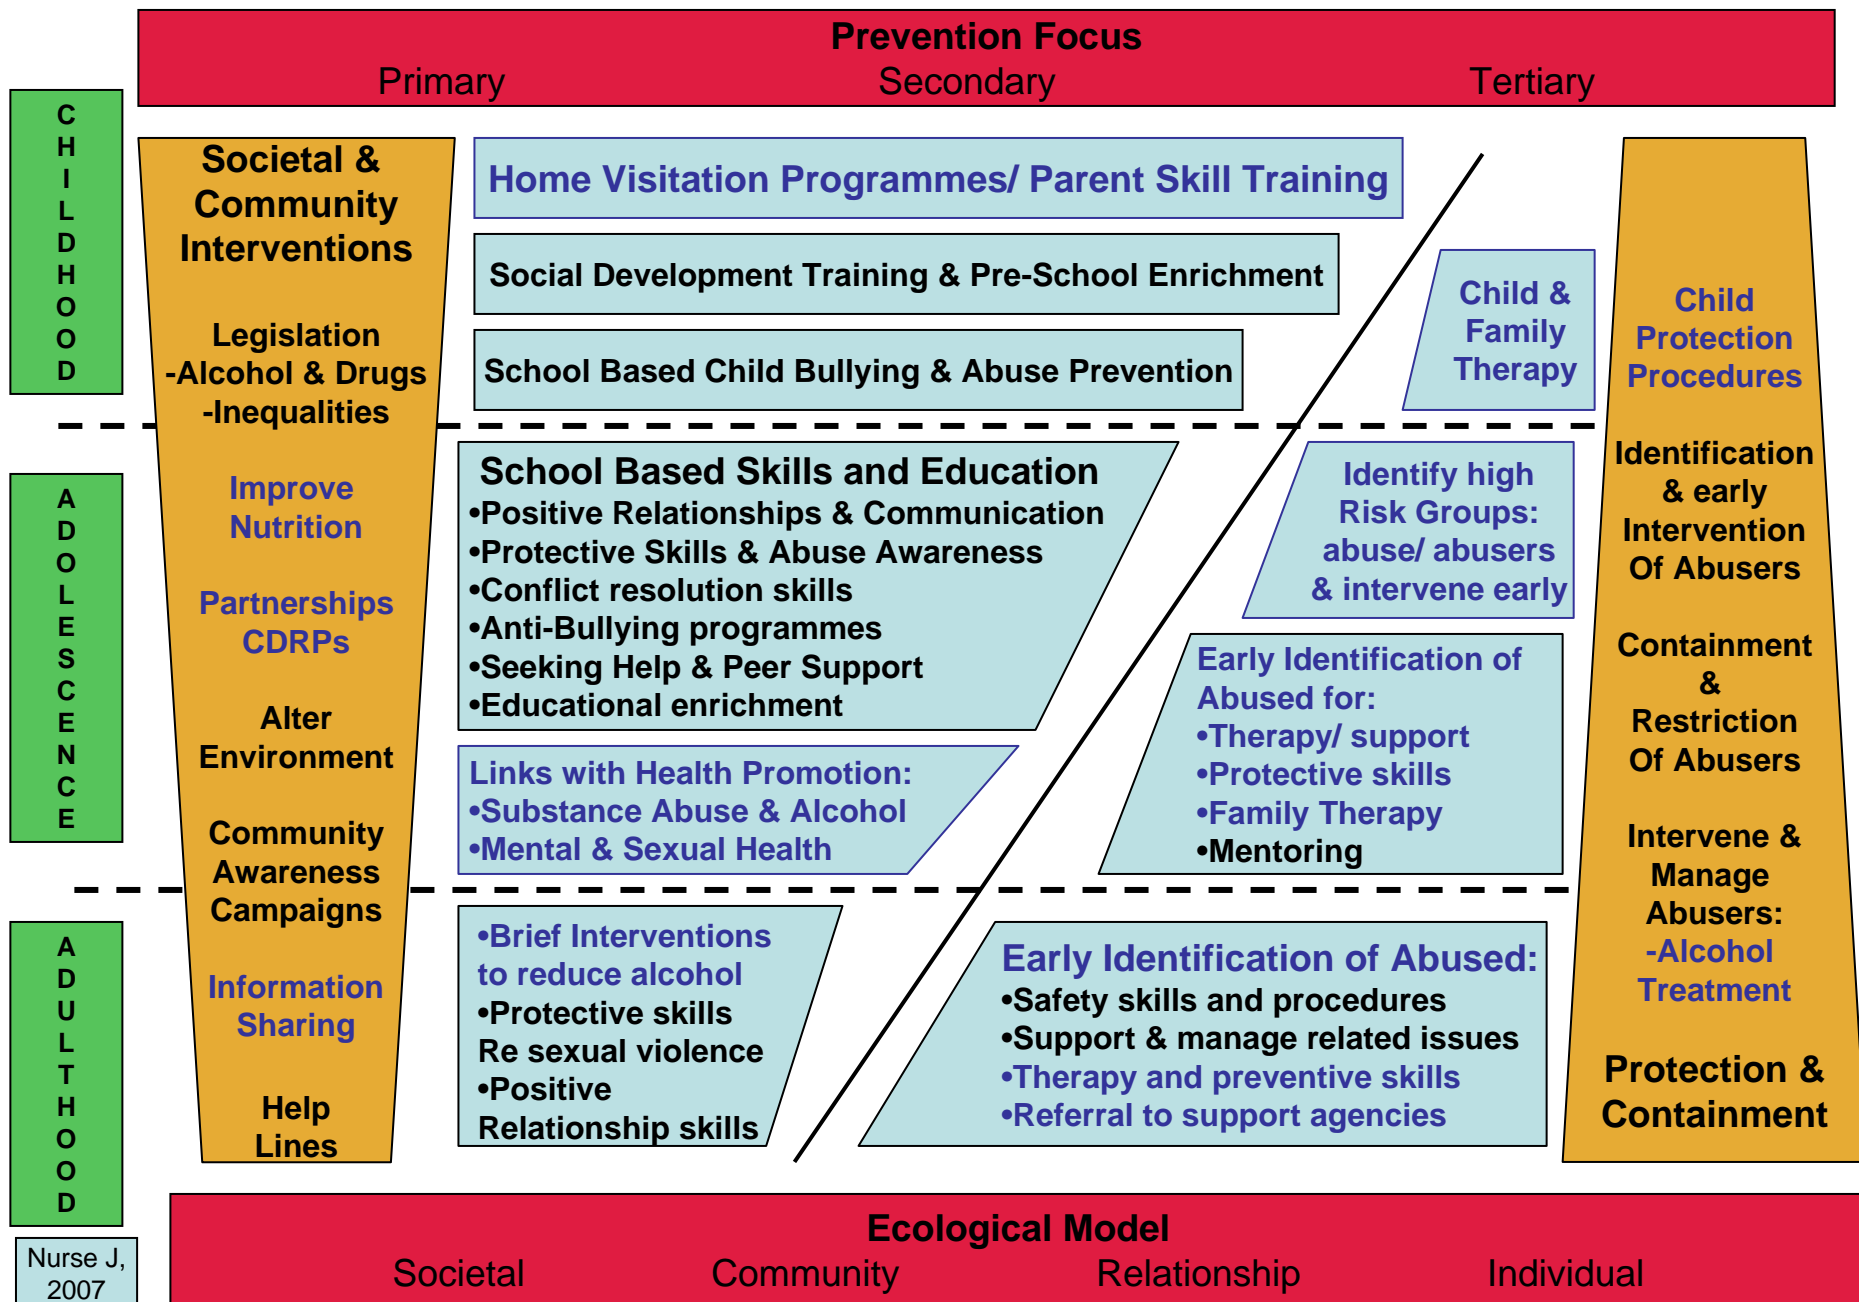 Prevention Focus
Primary Secondary Tertiary
CHILDHOOD
Societal &
Community
Interventions
Legislation
-Alcohol & Drugs
-Inequalities
Improve
Nutrition
Partnerships
CDRPs
Alter
Environment
Community
Awareness
Campaigns
Information
Sharing
Help
Lines
Home Visitation Programmes/ Parent Skill Training
Social Development Training & Pre-School Enrichment
School Based Child Bullying & Abuse Prevention
Child &
Family
Therapy
Child
Protection
Procedures
Identification
& early
Intervention
Of Abusers
Containment
&
Restriction
Of Abusers
Intervene &
Manage
Abusers:
-Alcohol
Treatment
Protection &
Containment
ADOLESCENCE
School Based Skills and Education
•Positive Relationships & Communication
•Protective Skills & Abuse Awareness
•Conflict resolution skills
•Anti-Bullying programmes
•Seeking Help & Peer Support
•Educational enrichment
Identify high
Risk Groups:
abuse/ abusers
& intervene early
Links with Health Promotion:
•Substance Abuse & Alcohol
•Mental & Sexual Health
Early Identification of
Abused for:
•Therapy/ support
•Protective skills
•Family Therapy
•Mentoring
ADULTHOOD
•Brief Interventions
to reduce alcohol
•Protective skills
Re sexual violence
•Positive
Relationship skills
Early Identification of Abused:
•Safety skills and procedures
•Support & manage related issues
•Therapy and preventive skills
•Referral to support agencies
Ecological Model
Societal Community Relationship Individual
Nurse J,
2007